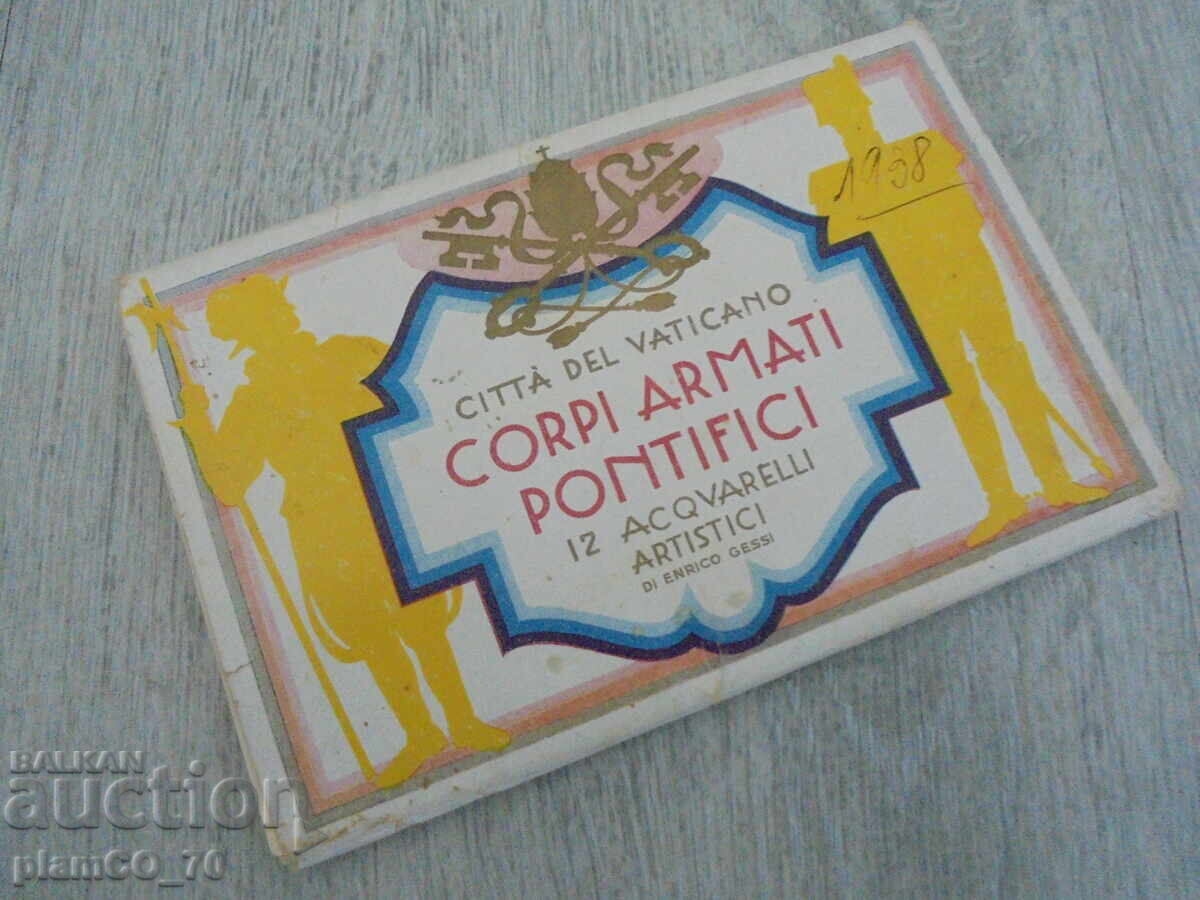 1938
CITTÀ DEL VATICANO
CORPI ARMATI
PONTIFICI
12 ACQVARELLI
ARTISTICI
DI ENRICO GESSI
BALKAN
auction
plamCO_70